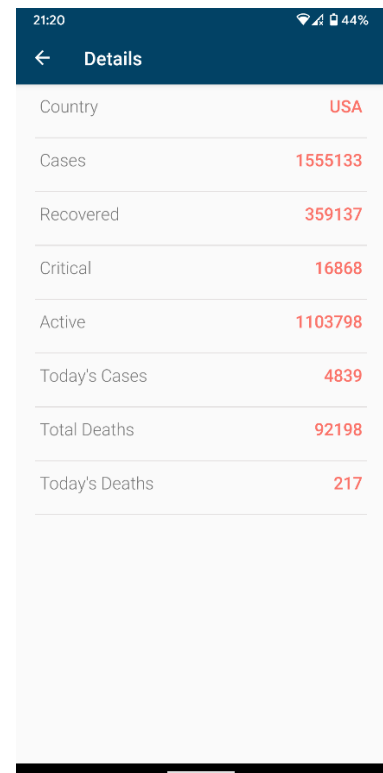 21:20 44%
Details
Country USA
Cases 1555133
Recovered 359137
Critical 16868
Active 1103798
Today's Cases 4839
Total Deaths 92198
Today's Deaths 217